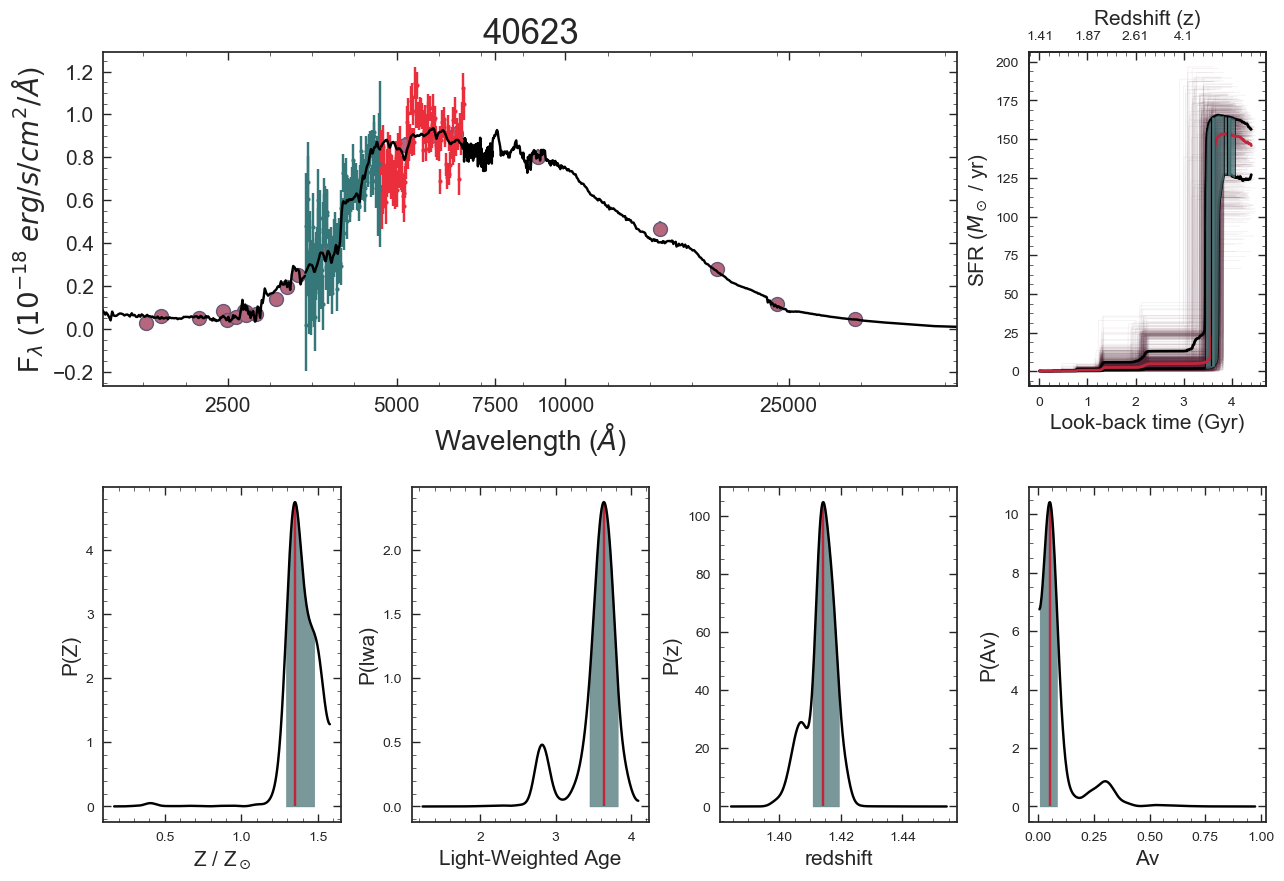 40623
F_λ (10^−18 erg/s/cm^2/Å)
1.2
1.0
0.8
0.6
0.4
0.2
0.0
−0.2
2500 5000 7500 10000 25000
Wavelength (Å)
Redshift (z)
1.41 1.87 2.61 4.1
SFR (M_⊙ / yr)
200
175
150
125
100
75
50
25
0
0 1 2 3 4
Look-back time (Gyr)
P(Z)
4
3
2
1
0
0.5 1.0 1.5
Z / Z_⊙
P(lwa)
2.0
1.5
1.0
0.5
0.0
2 3 4
Light-Weighted Age
P(z)
100
80
60
40
20
0
1.40 1.42 1.44
redshift
P(Av)
10
8
6
4
2
0
0.00 0.25 0.50 0.75 1.00
Av